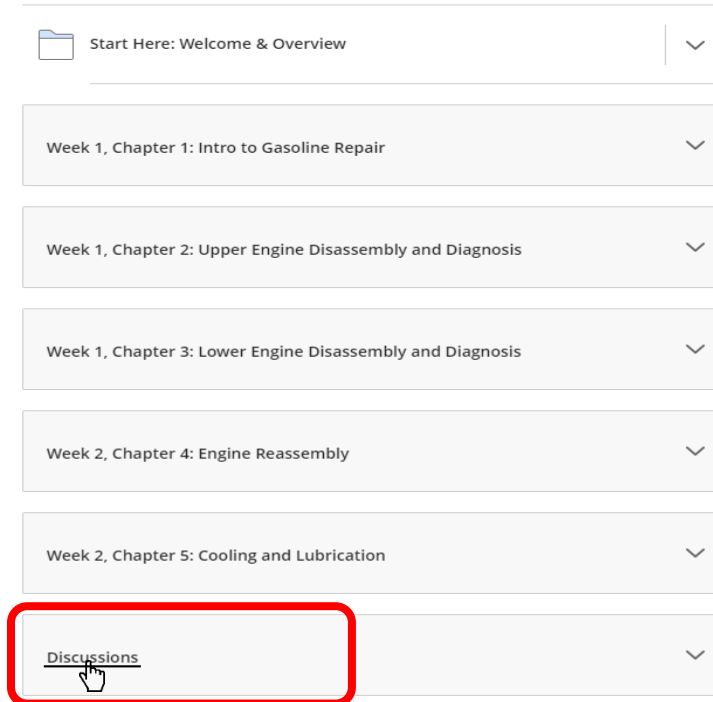 Start Here: Welcome & Overview
Week 1, Chapter 1: Intro to Gasoline Repair
Week 1, Chapter 2: Upper Engine Disassembly and Diagnosis
Week 1, Chapter 3: Lower Engine Disassembly and Diagnosis
Week 2, Chapter 4: Engine Reassembly
Week 2, Chapter 5: Cooling and Lubrication
Discussions